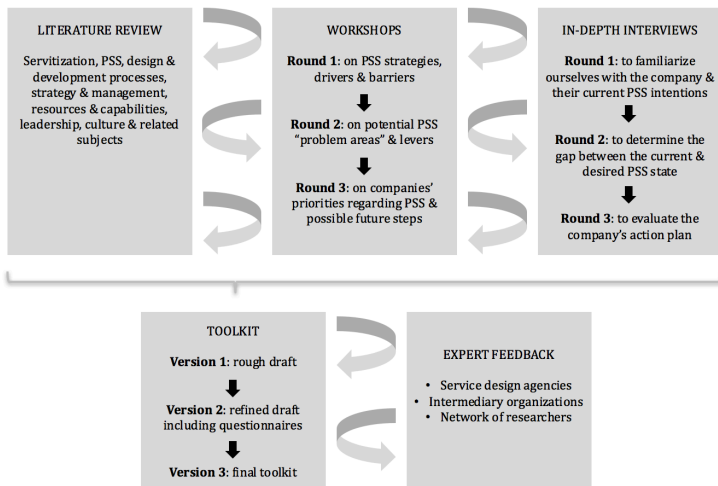 LITERATURE REVIEW
Servitization, PSS, design &
development processes,
strategy & management,
resources & capabilities,
leadership, culture & related
subjects
WORKSHOPS
Round 1: on PSS strategies,
drivers & barriers
Round 2: on potential PSS
“problem areas” & levers
Round 3: on companies’
priorities regarding PSS &
possible future steps
IN-DEPTH INTERVIEWS
Round 1: to familiarize
ourselves with the company &
their current PSS intentions
Round 2: to determine the
gap between the current &
desired PSS state
Round 3: to evaluate the
company’s action plan
TOOLKIT
Version 1: rough draft
Version 2: refined draft
including questionnaires
Version 3: final toolkit
EXPERT FEEDBACK
• Service design agencies
• Intermediary organizations
• Network of researchers